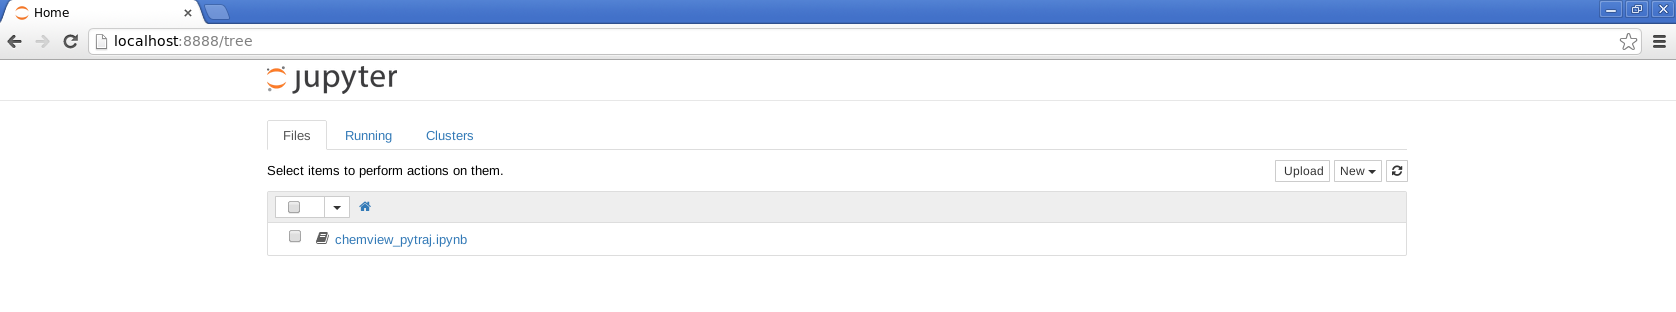 Home
localhost:8888/tree
jupyter
Files Running Clusters
Select items to perform actions on them. Upload New
chemview_pytraj.ipynb